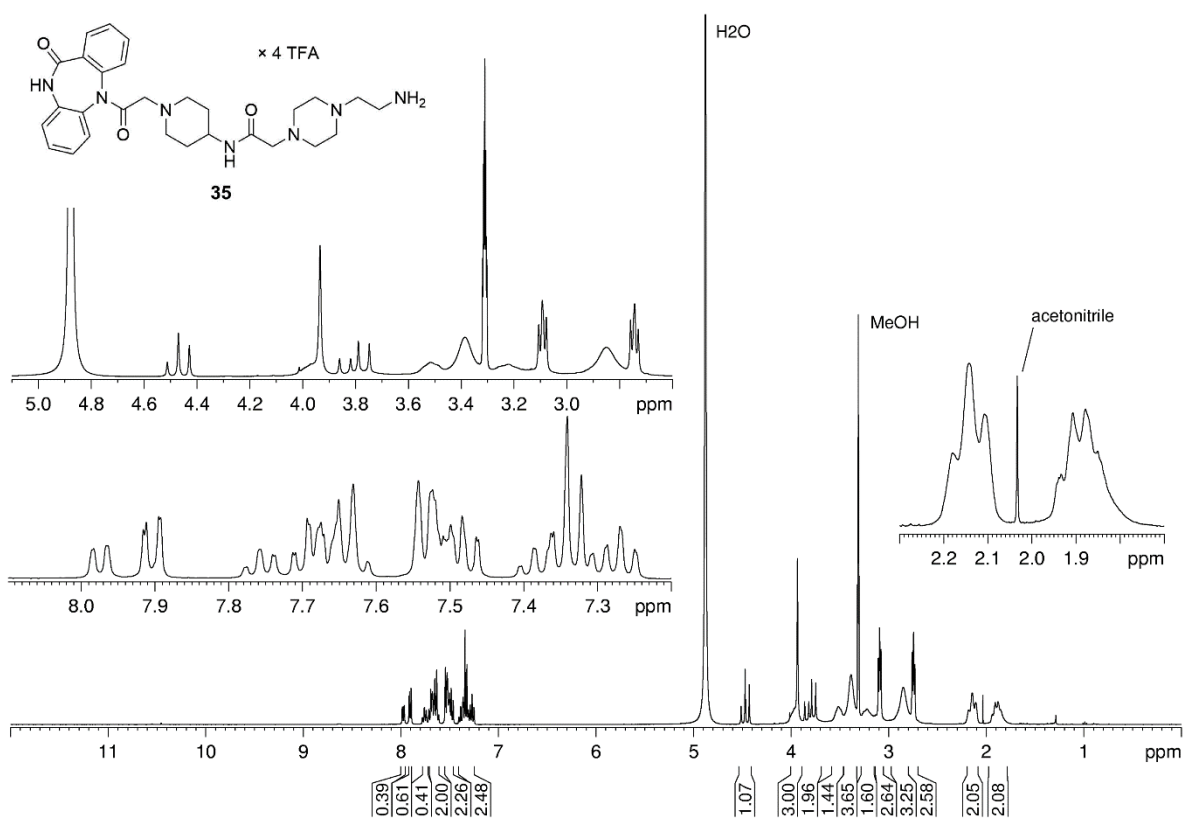 O
× 4 TFA
HN
N
N
O
O
N
H
N
N
NH2
35
H2O
MeOH
acetonitrile
5.0 4.8 4.6 4.4 4.2 4.0 3.8 3.6 3.4 3.2 3.0 ppm
2.2 2.1 2.0 1.9 ppm
8.0 7.9 7.8 7.7 7.6 7.5 7.4 7.3 ppm
11 10 9 8 7 6 5 4 3 2 1 ppm
0.39 0.61 0.41 2.00 2.26 2.48 1.07 3.00 1.96 1.44 3.65 1.60 2.64 3.25 2.58 2.05 2.08